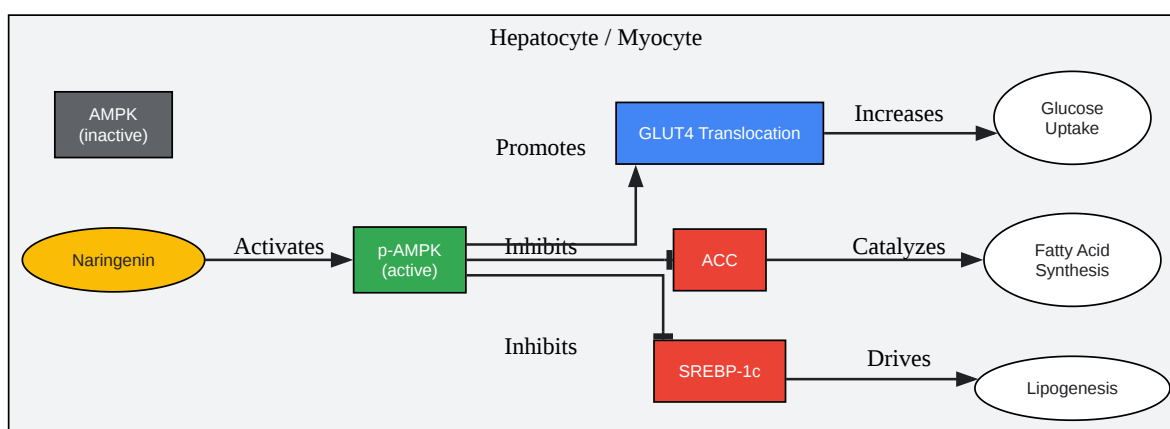 Hepatocyte / Myocyte
AMPK
(inactive)
Promotes
GLUT4 Translocation
Increases
Glucose
Uptake
Naringenin
Activates
p-AMPK
(active)
Inhibits
ACC
Catalyzes
Fatty Acid
Synthesis
Inhibits
SREBP-1c
Drives
Lipogenesis